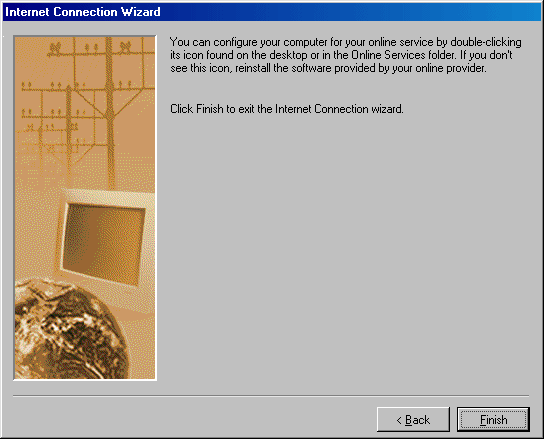 Internet Connection Wizard
You can configure your computer for your online service by double-clicking
its icon found on the desktop or in the Online Services folder. If you don't
see this icon, reinstall the software provided by your online provider.
Click Finish to exit the Internet Connection wizard.
< Back
Finish